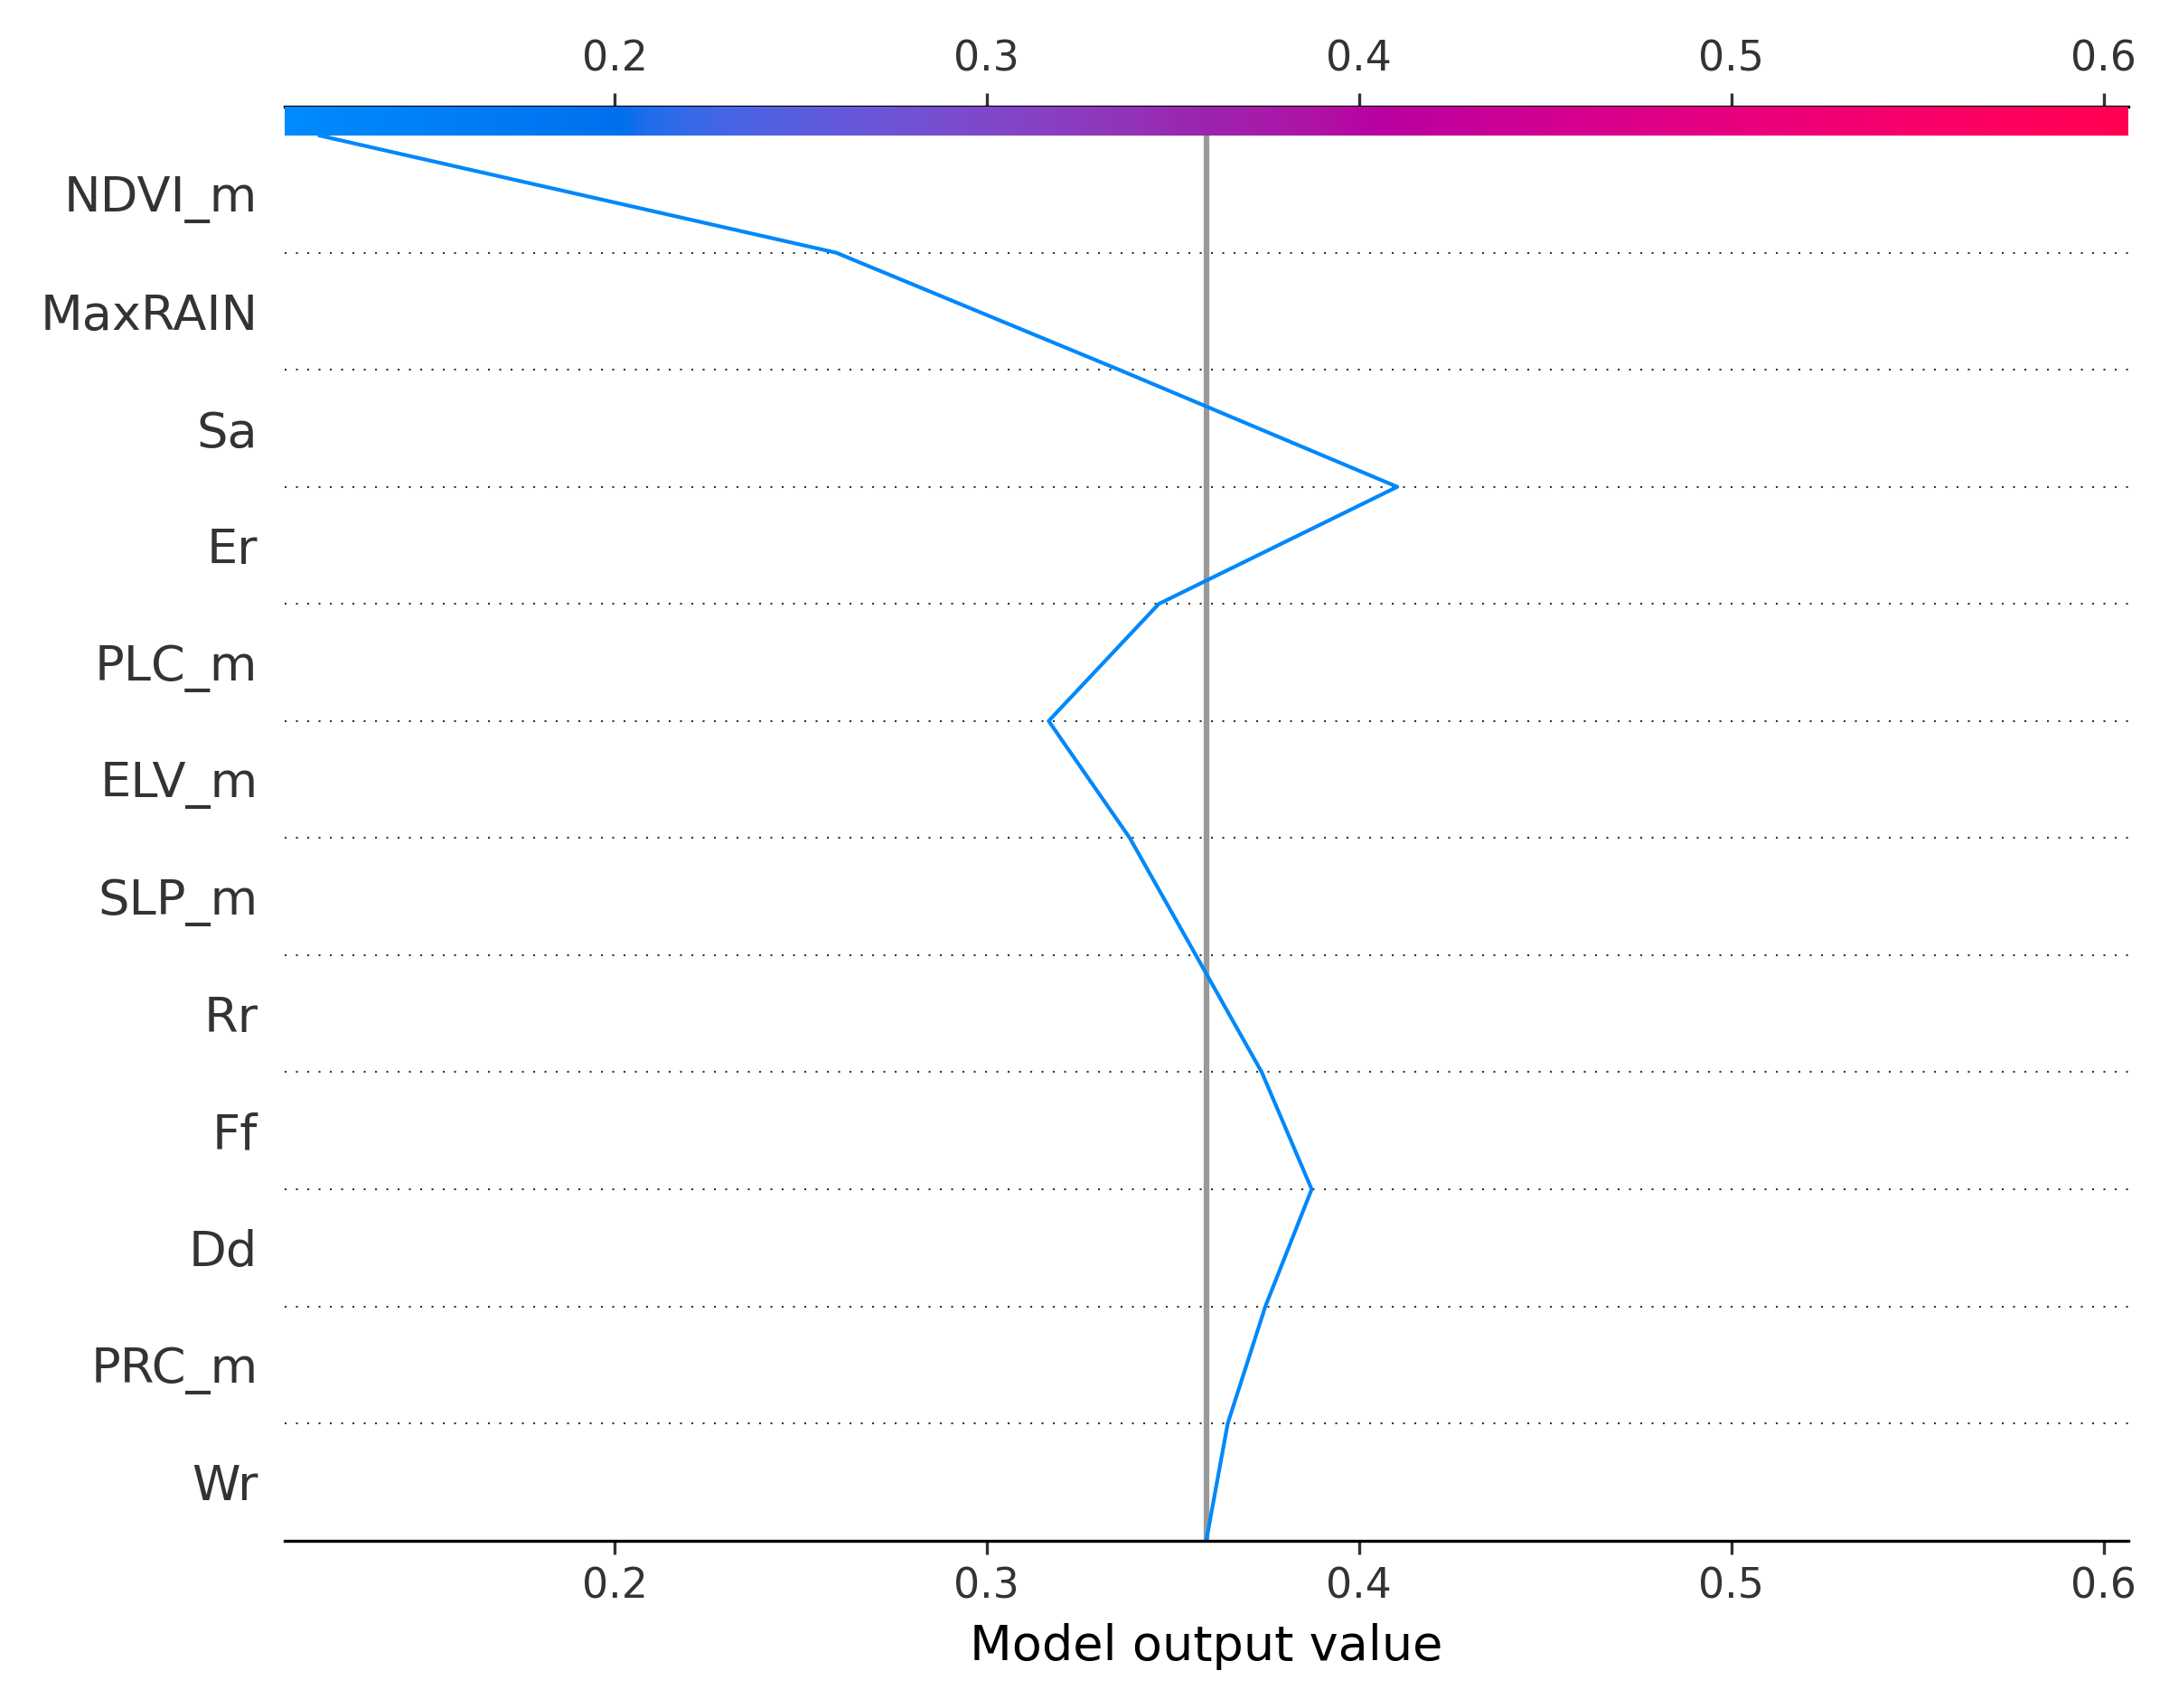 0.2 0.3 0.4 0.5 0.6
NDVI_m
MaxRAIN
Sa
Er
PLC_m
ELV_m
SLP_m
Rr
Ff
Dd
PRC_m
Wr
0.2 0.3 0.4 0.5 0.6
Model output value